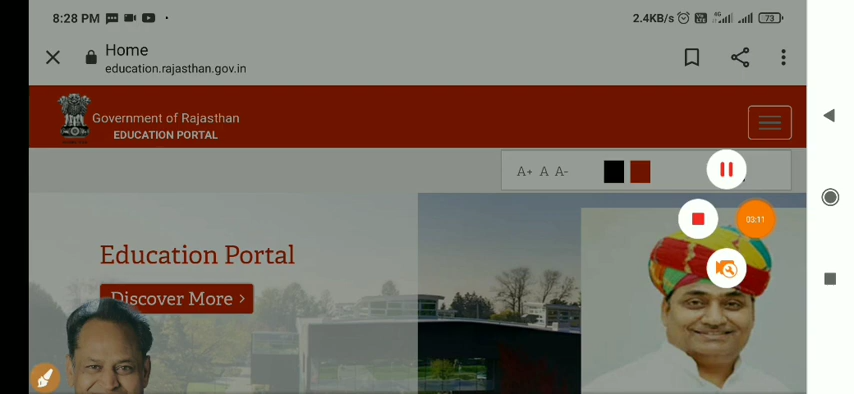 8:28 PM
2.4KB/s 4G 73
Home
education.rajasthan.gov.in
Government of Rajasthan
EDUCATION PORTAL
A+ A A-
Education Portal
Discover More >
03:11